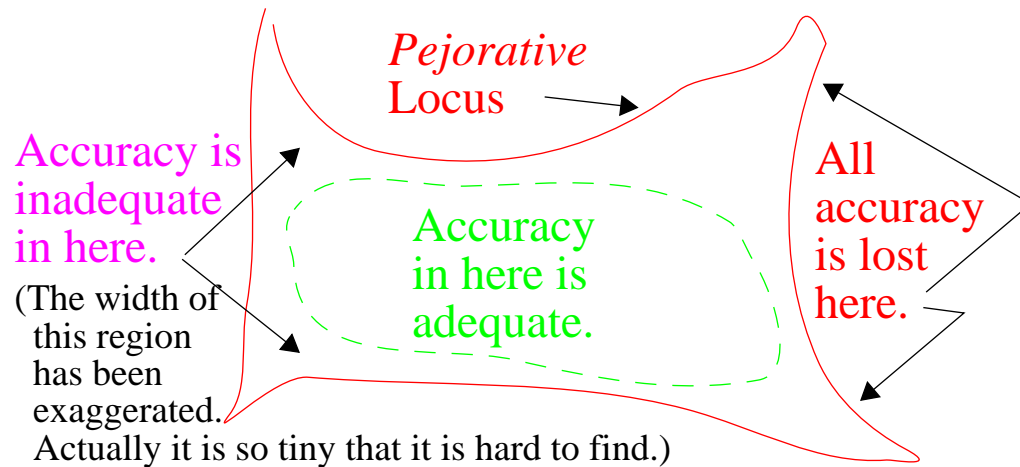 Pejorative
Locus
Accuracy is
inadequate
in here.
(The width of
this region
has been
exaggerated.
Actually it is so tiny that it is hard to find.)
Accuracy
in here is
adequate.
All
accuracy
is lost
here.